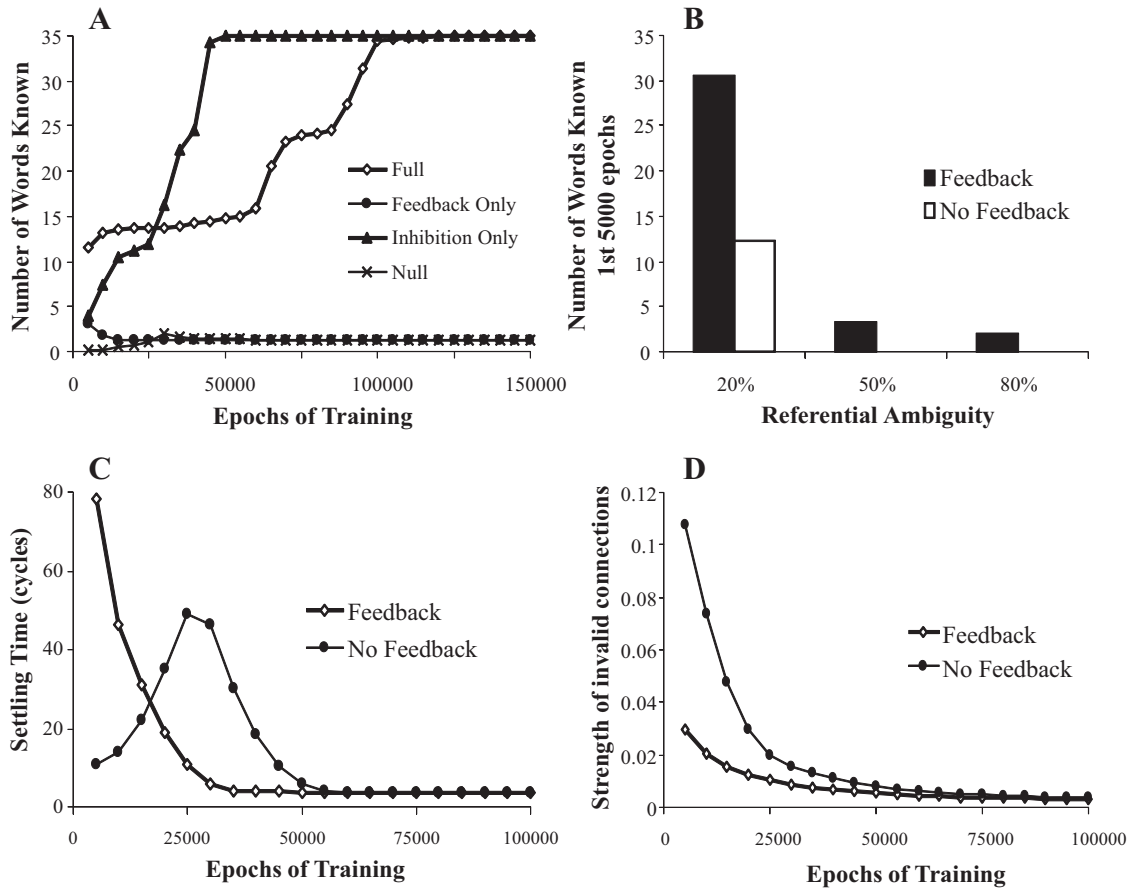 A
Number of Words Known
35
30
25
20
15
10
5
0
0
50000
100000
150000
Epochs of Training
Full
Feedback Only
Inhibition Only
Null
B
Number of Words Known
1st 5000 epochs
35
30
25
20
15
10
5
0
20%
50%
80%
Referential Ambiguity
Feedback
No Feedback
C
Settling Time (cycles)
80
60
40
20
0
0
25000
50000
75000
100000
Epochs of Training
Feedback
No Feedback
D
Strength of invalid connections
0.12
0.1
0.08
0.06
0.04
0.02
0
0
25000
50000
75000
100000
Epochs of Training
Feedback
No Feedback